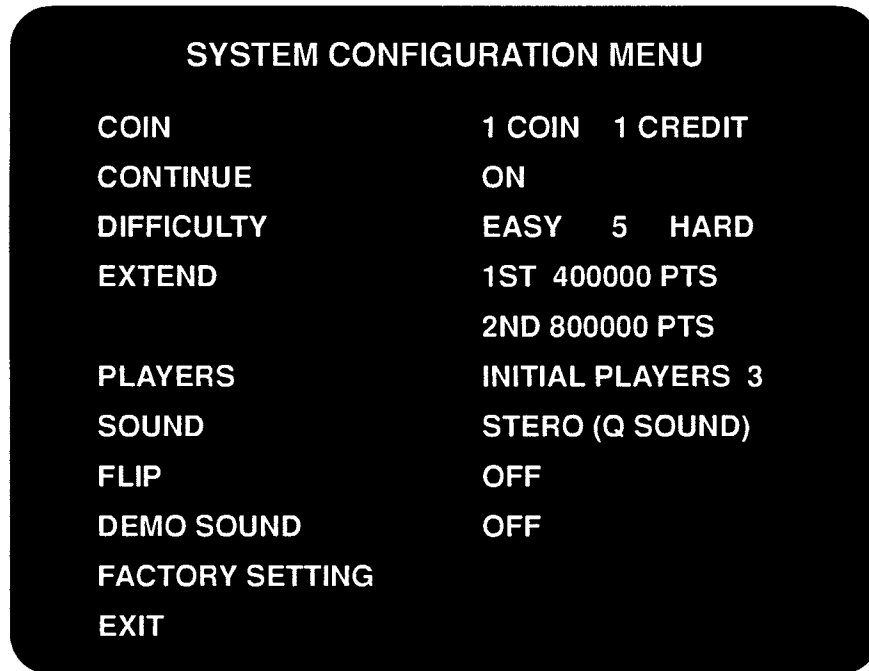 SYSTEM CONFIGURATION MENU
COIN 1 COIN 1 CREDIT
CONTINUE ON
DIFFICULTY EASY 5 HARD
EXTEND 1ST 400000 PTS
2ND 800000 PTS
PLAYERS INITIAL PLAYERS 3
SOUND STERO (Q SOUND)
FLIP OFF
DEMO SOUND OFF
FACTORY SETTING
EXIT